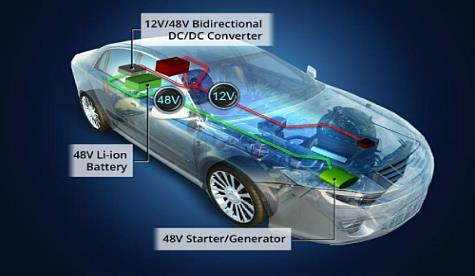 12V/48V Bidirectional
DC/DC Converter
48V
12V
48V Li-ion
Battery
48V Starter/Generator